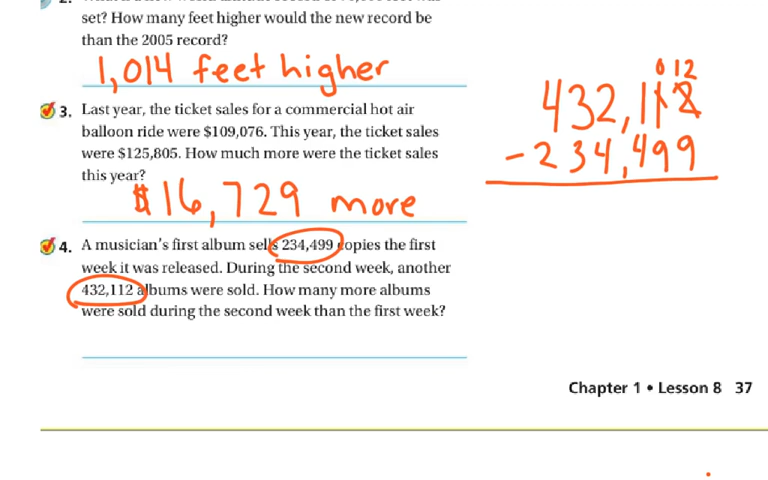 set? How many feet higher would the new record be
than the 2005 record?
1,014 feet higher
3. Last year, the ticket sales for a commercial hot air
balloon ride were $109,076. This year, the ticket sales
were $125,805. How much more were the ticket sales
this year?
$16,729 more
4. A musician's first album sells 234,499 copies the first
week it was released. During the second week, another
432,112 albums were sold. How many more albums
were sold during the second week than the first week?
0 12
432,112
-234,499
Chapter 1 • Lesson 8 37